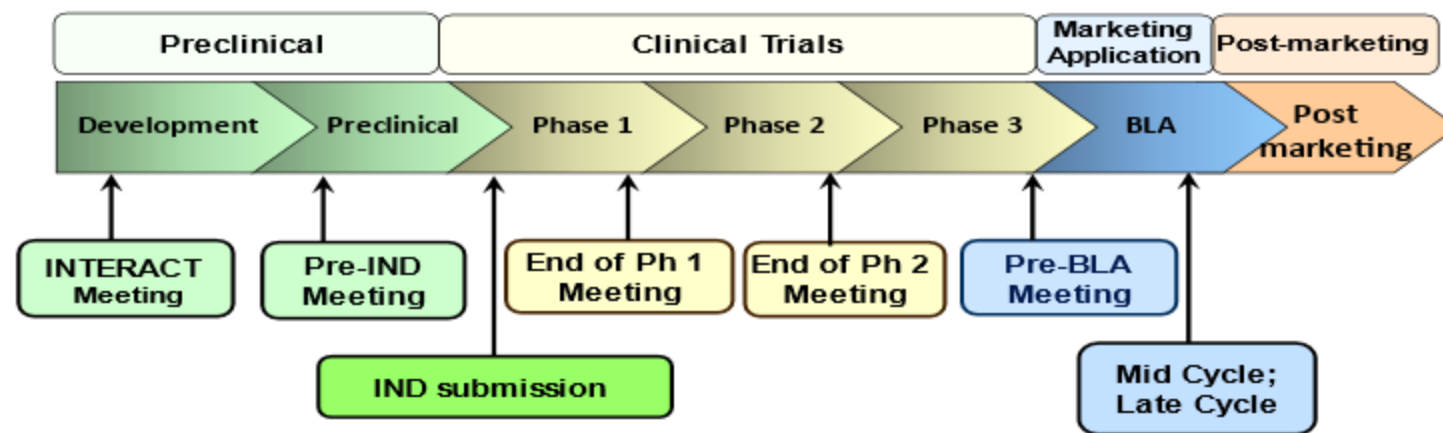 Preclinical
Clinical Trials
Marketing
Application
Post-marketing
Development
Preclinical
Phase 1
Phase 2
Phase 3
BLA
Post
marketing
INTERACT
Meeting
Pre-IND
Meeting
End of Ph 1
Meeting
End of Ph 2
Meeting
Pre-BLA
Meeting
IND submission
Mid Cycle;
Late Cycle